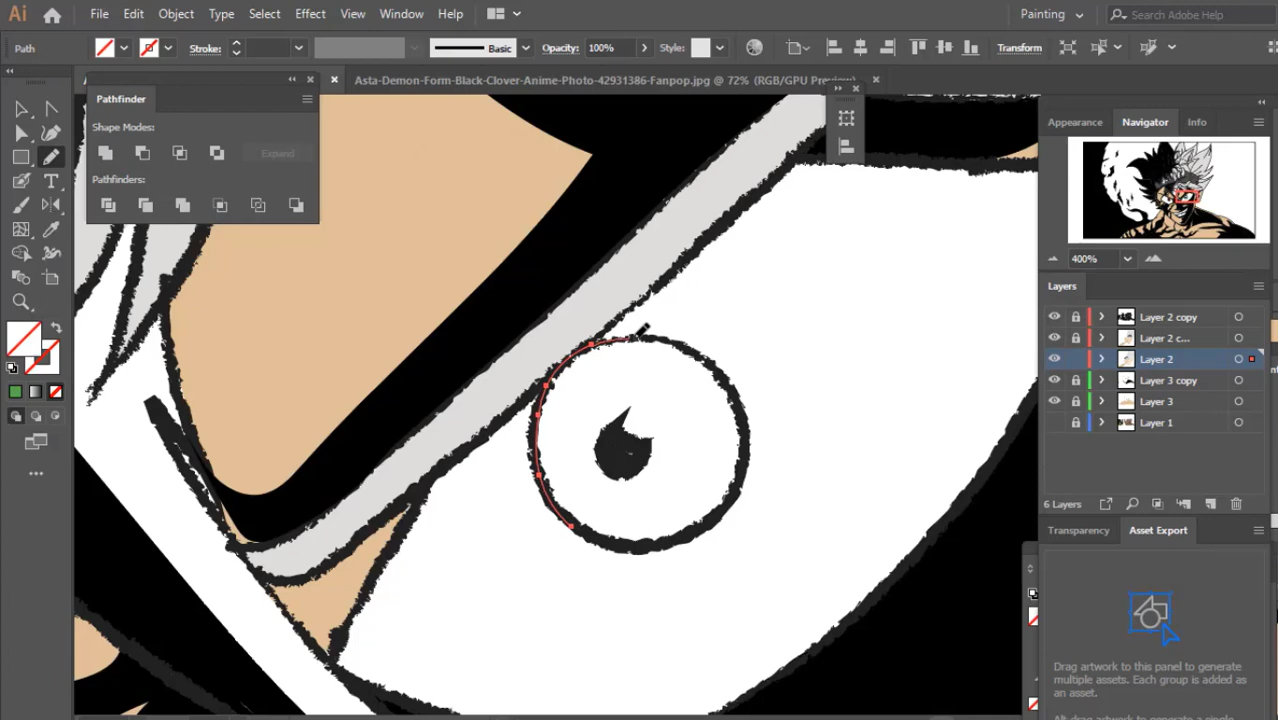 Ai File Edit Object Type Select Effect View Window Help Painting Search Adobe Help
Path Stroke: Basic Opacity: 100% Style: Transform
Asta-Demon-Form-Black-Clover-Anime-Photo-42931386-Fanpop.jpg @ 72% (RGB/GPU Preview)
Pathfinder
Shape Modes:
Expand
Pathfinders:
Appearance Navigator Info
400%
Layers
Layer 2 copy
Layer 2 c...
Layer 2
Layer 3 copy
Layer 3
Layer 1
6 Layers
Transparency Asset Export
Drag artwork to this panel to generate
multiple assets. Each group is added as
an asset.